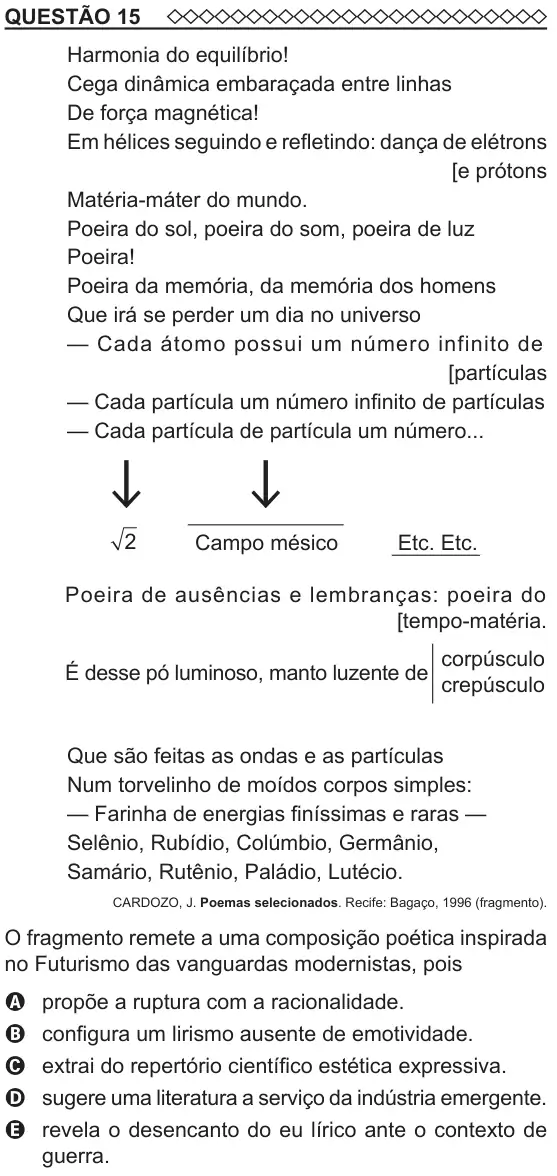 QUESTÃO 15
Harmonia do equilíbrio!
Cega dinâmica embaraçada entre linhas
De força magnética!
Em hélices seguindo e refletindo: dança de elétrons
[e prótons
Matéria-máter do mundo.
Poeira do sol, poeira do som, poeira de luz
Poeira!
Poeira da memória, da memória dos homens
Que irá se perder um dia no universo
— Cada átomo possui um número infinito de
[partículas
— Cada partícula um número infinito de partículas
— Cada partícula de partícula um número...
↓ ↓
√2 Campo mésico Etc. Etc.
Poeira de ausências e lembranças: poeira do
[tempo-matéria.
É desse pó luminoso, manto luzente de
corpúsculo
crepúsculo
Que são feitas as ondas e as partículas
Num torvelinho de moídos corpos simples:
— Farinha de energias finíssimas e raras —
Selênio, Rubídio, Colúmbio, Germânio,
Samário, Rutênio, Paládio, Lutécio.
CARDOZO, J. Poemas selecionados. Recife: Bagaço, 1996 (fragmento).
O fragmento remete a uma composição poética inspirada
no Futurismo das vanguardas modernistas, pois
A propõe a ruptura com a racionalidade.
B configura um lirismo ausente de emotividade.
C extrai do repertório científico estética expressiva.
D sugere uma literatura a serviço da indústria emergente.
E revela o desencanto do eu lírico ante o contexto de
guerra.